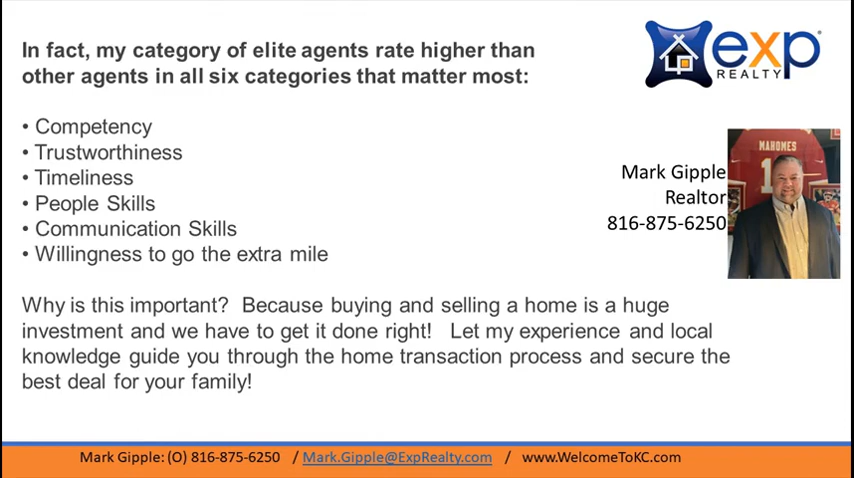 In fact, my category of elite agents rate higher than
other agents in all six categories that matter most:
exp®
REALTY
• Competency
• Trustworthiness
• Timeliness
• People Skills
• Communication Skills
• Willingness to go the extra mile
MAHOMES
1
Mark Gipple
Realtor
816-875-6250
Why is this important?  Because buying and selling a home is a huge
investment and we have to get it done right!   Let my experience and local
knowledge guide you through the home transaction process and secure the
best deal for your family!
Mark Gipple: (O) 816-875-6250   / Mark.Gipple@ExpRealty.com   /   www.WelcomeToKC.com